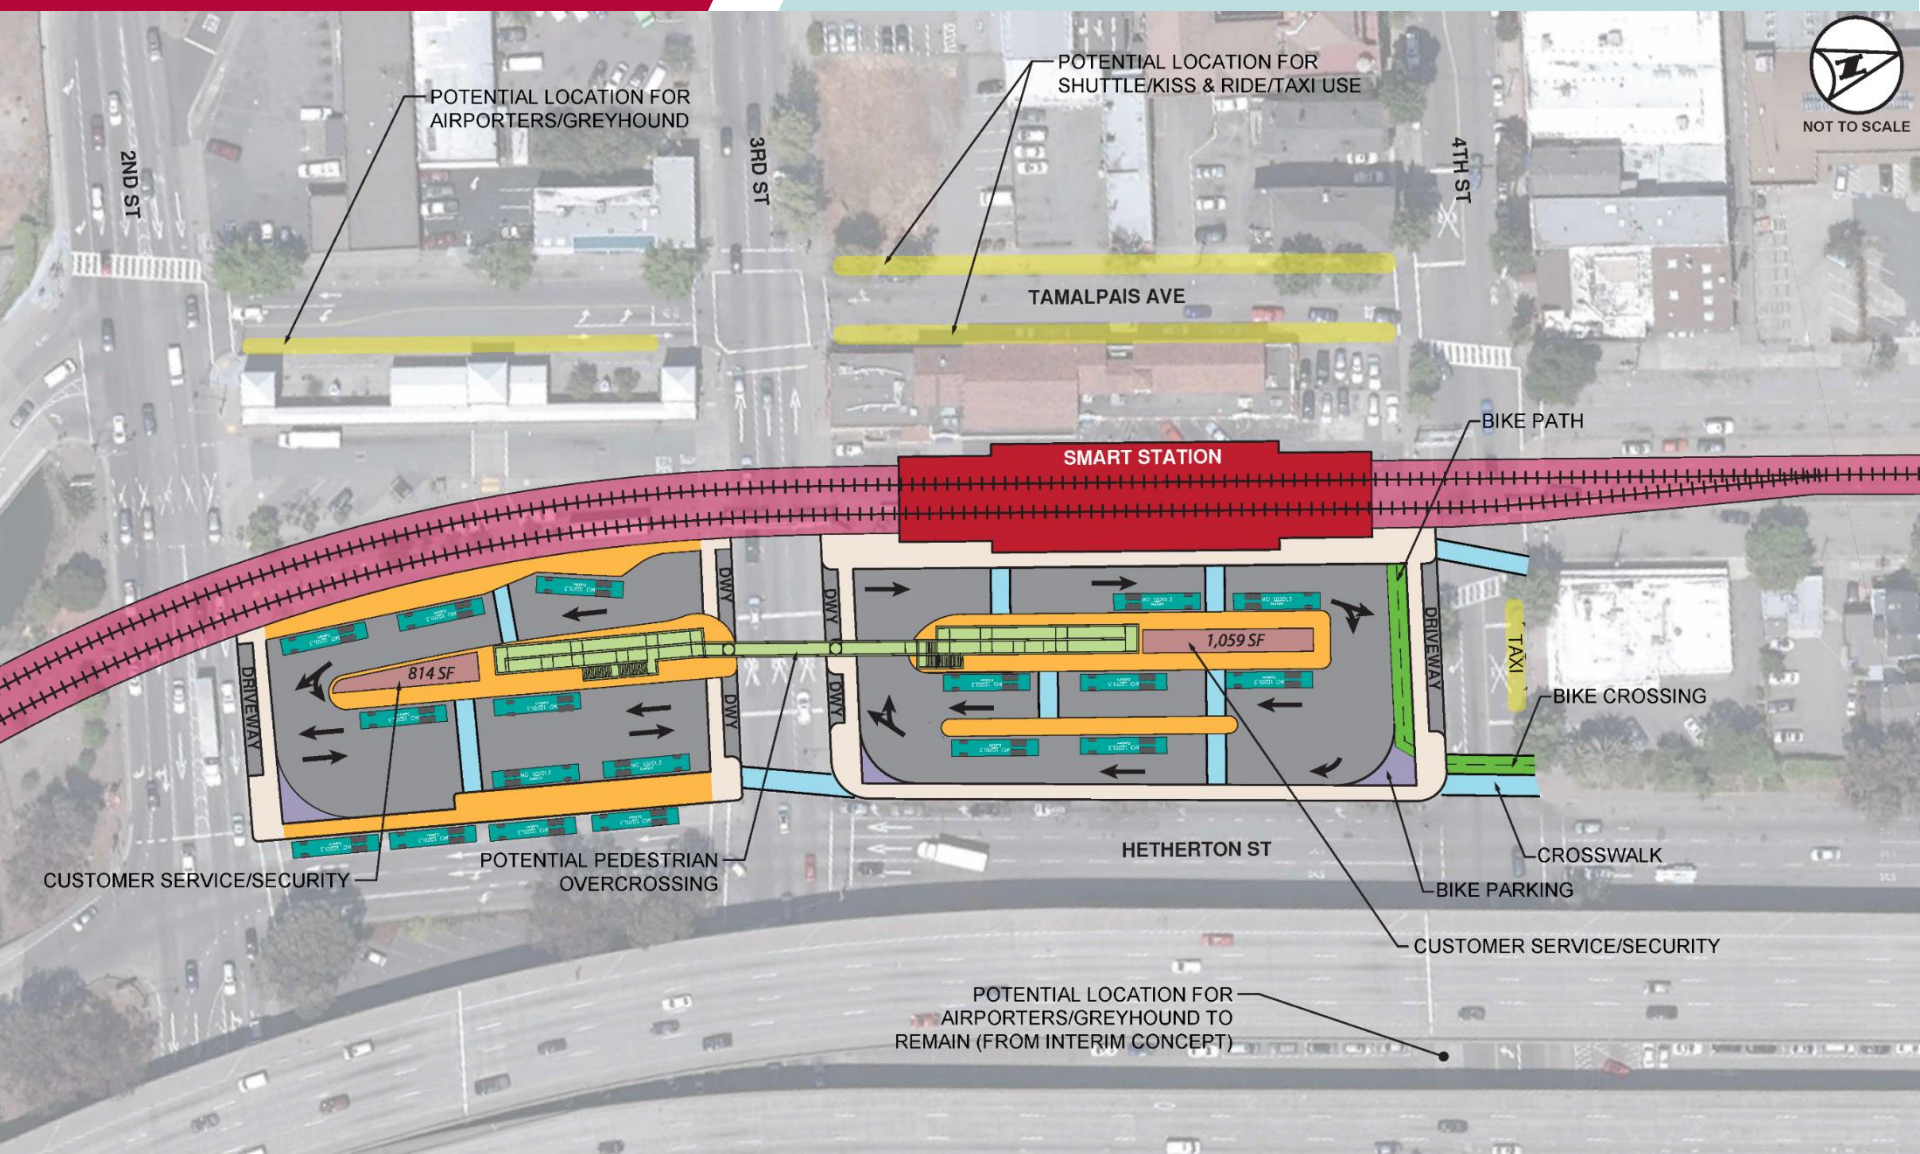 POTENTIAL LOCATION FOR
AIRPORTERS/GREYHOUND
POTENTIAL LOCATION FOR
SHUTTLE/KISS & RIDE/TAXI USE
NOT TO SCALE
2ND ST
3RD ST
4TH ST
TAMALPAIS AVE
BIKE PATH
SMART STATION
DWY
DWY
DRIVEWAY
TAXI
814 SF
1,059 SF
DRIVEWAY
DWY
DWY
BIKE CROSSING
HETHERTON ST
CROSSWALK
POTENTIAL PEDESTRIAN
OVERCROSSING
CUSTOMER SERVICE/SECURITY
BIKE PARKING
CUSTOMER SERVICE/SECURITY
POTENTIAL LOCATION FOR
AIRPORTERS/GREYHOUND TO
REMAIN (FROM INTERIM CONCEPT)